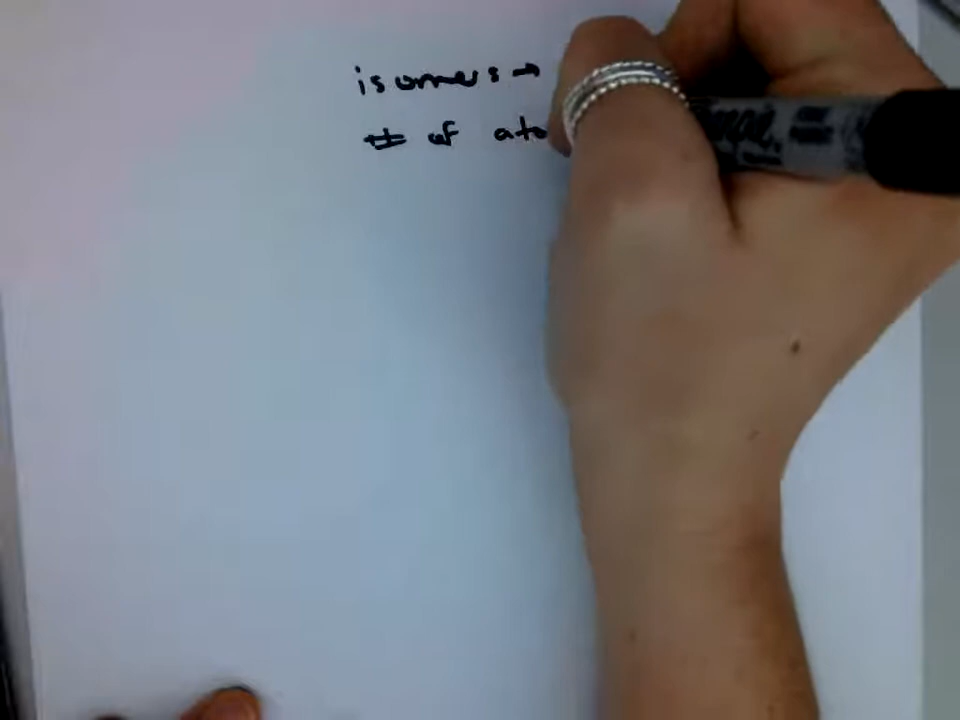 isomers →
# of ato